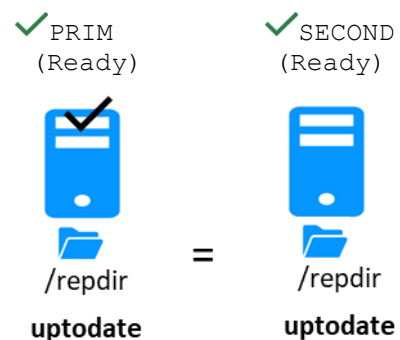 PRIM
(Ready)
SECOND
(Ready)
/repdir
=
/repdir
uptodate
uptodate